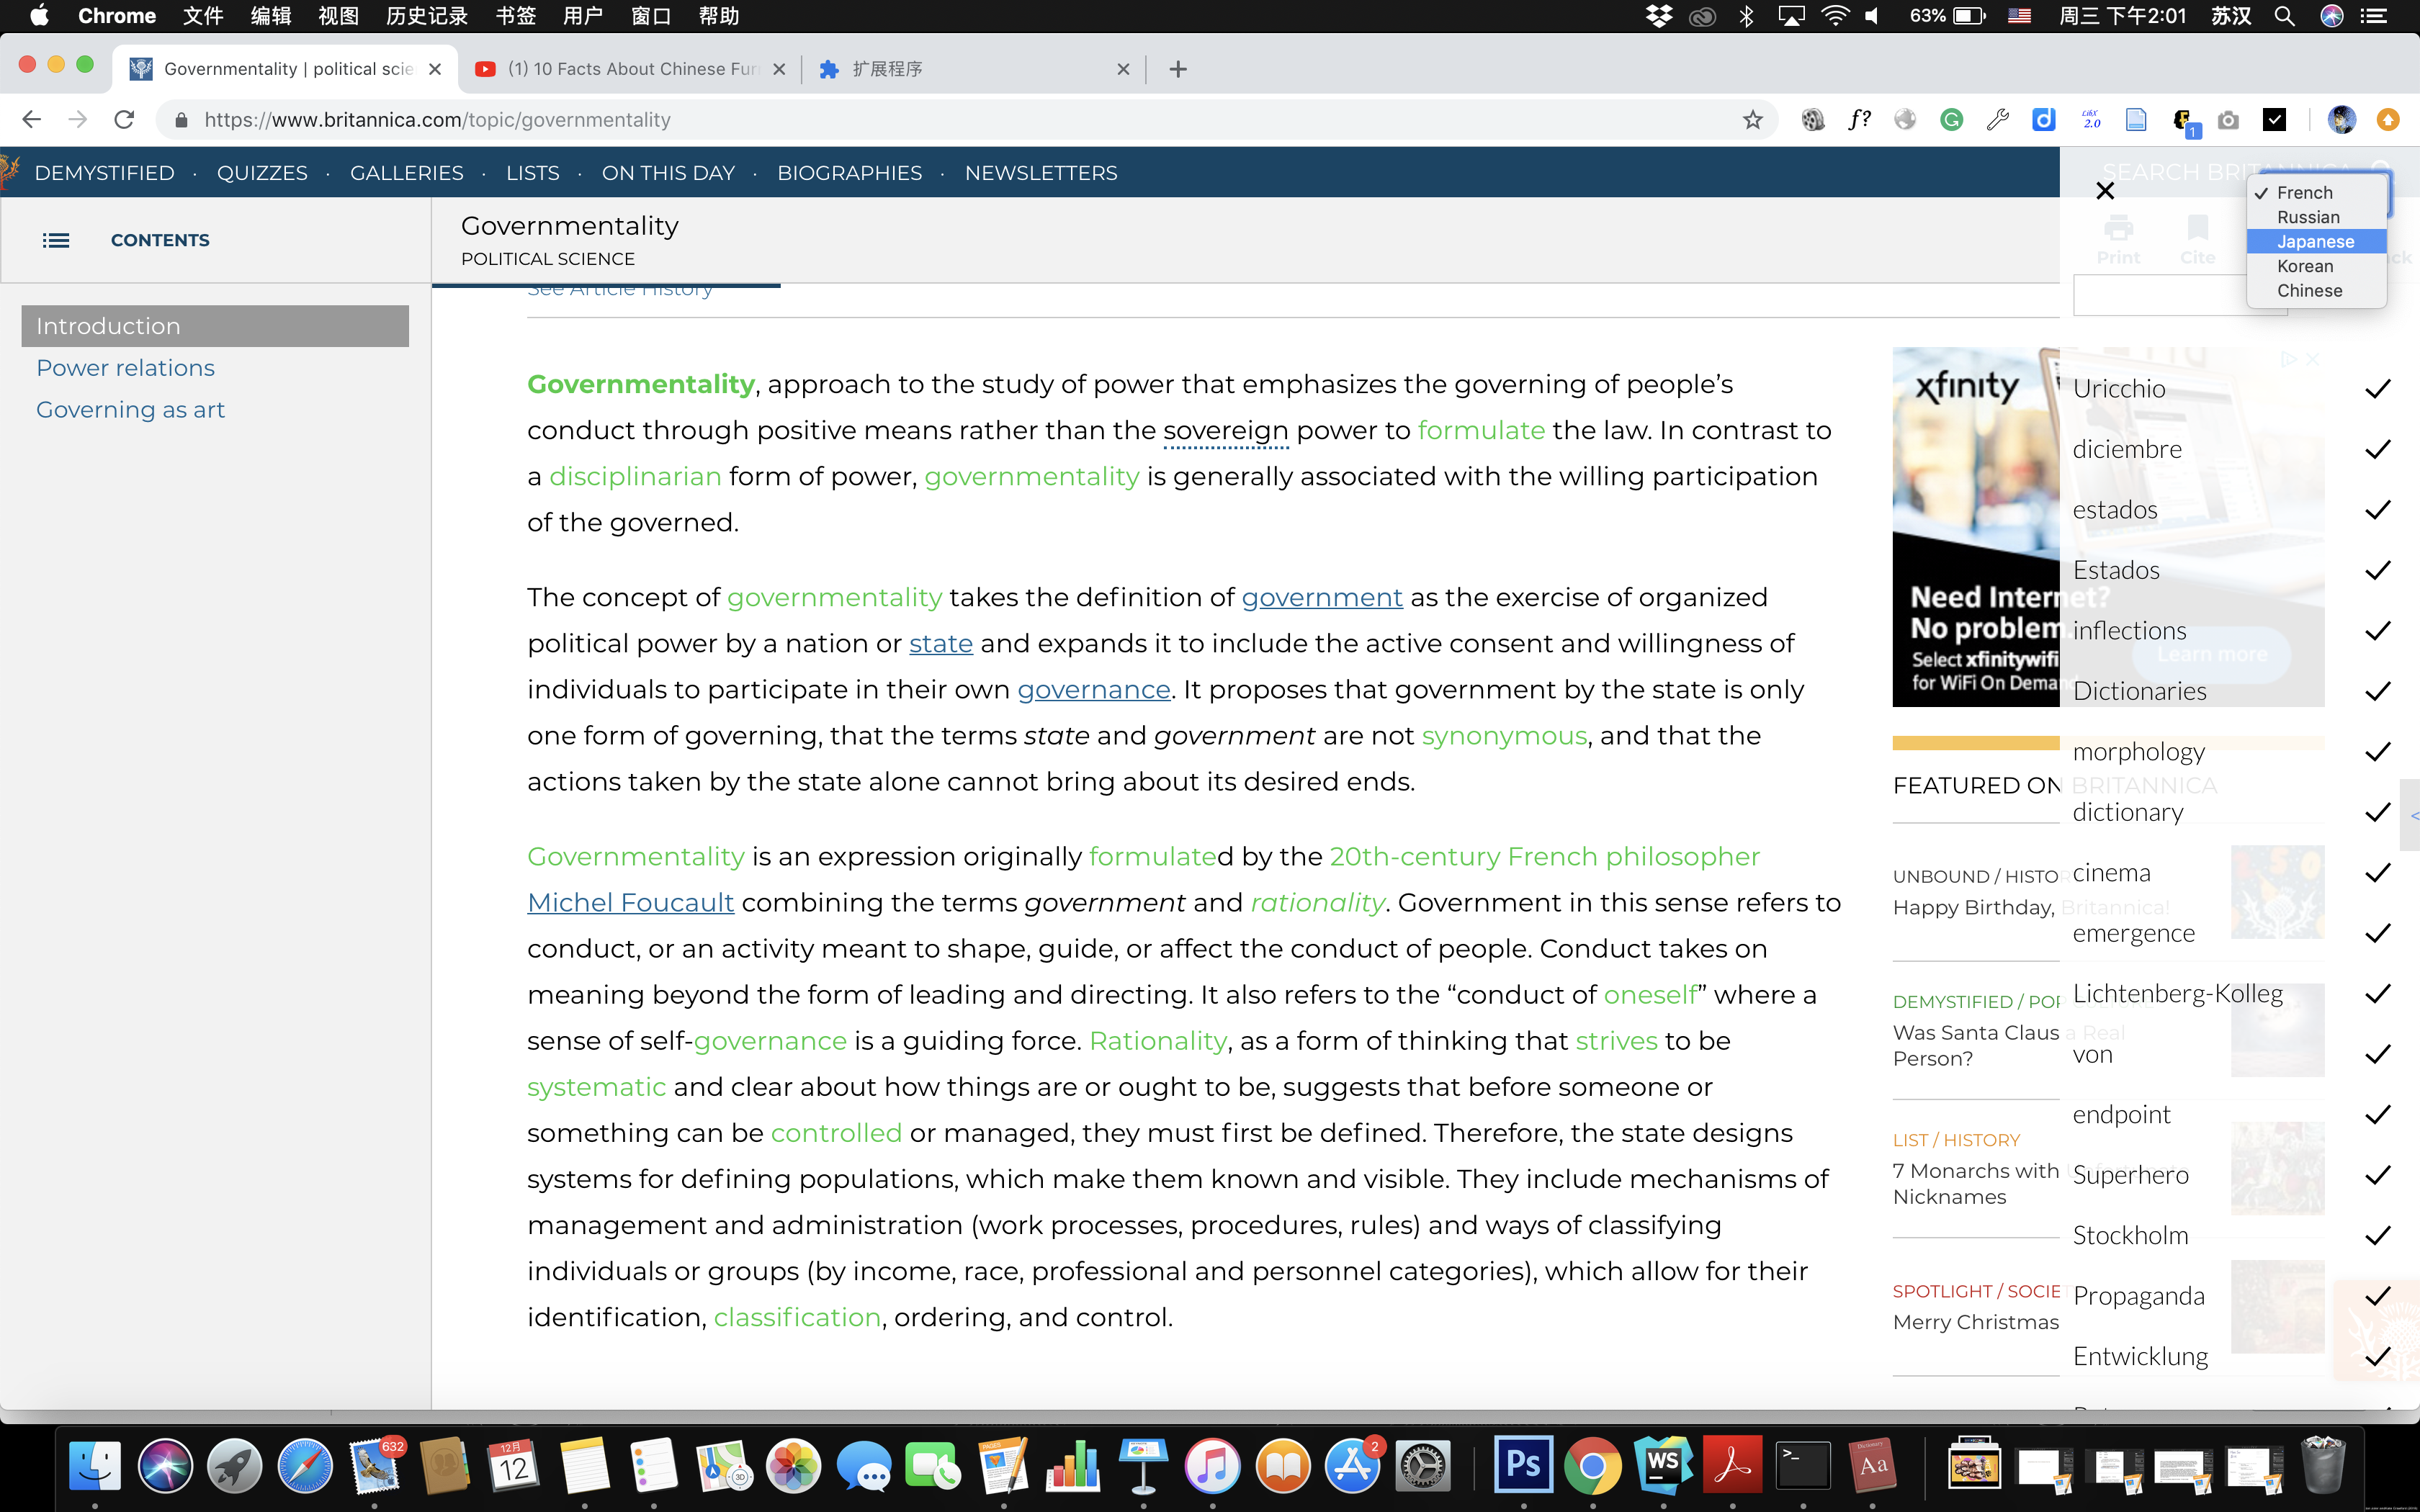 Chrome 文件 编辑 视图 历史记录 书签 用户 窗口 帮助 63% 周三 下午2:01 苏汉
Governmentality | political scie
(1) 10 Facts About Chinese Fur
扩展程序
https://www.britannica.com/topic/governmentality
f? LibX 2.0 1
DEMYSTIFIED · QUIZZES · GALLERIES · LISTS · ON THIS DAY · BIOGRAPHIES · NEWSLETTERS
SEARCH BRITANNICA
CONTENTS
Governmentality
POLITICAL SCIENCE
Print Cite
French
Russian
Japanese
Korean
Chinese
Introduction
Power relations
Governing as art
See Article History
Governmentality, approach to the study of power that emphasizes the governing of people’s
conduct through positive means rather than the sovereign power to formulate the law. In contrast to
a disciplinarian form of power, governmentality is generally associated with the willing participation
of the governed.
The concept of governmentality takes the definition of government as the exercise of organized
political power by a nation or state and expands it to include the active consent and willingness of
individuals to participate in their own governance. It proposes that government by the state is only
one form of governing, that the terms state and government are not synonymous, and that the
actions taken by the state alone cannot bring about its desired ends.
Governmentality is an expression originally formulated by the 20th-century French philosopher
Michel Foucault combining the terms government and rationality. Government in this sense refers to
conduct, or an activity meant to shape, guide, or affect the conduct of people. Conduct takes on
meaning beyond the form of leading and directing. It also refers to the “conduct of oneself” where a
sense of self-governance is a guiding force. Rationality, as a form of thinking that strives to be
systematic and clear about how things are or ought to be, suggests that before someone or
something can be controlled or managed, they must first be defined. Therefore, the state designs
systems for defining populations, which make them known and visible. They include mechanisms of
management and administration (work processes, procedures, rules) and ways of classifying
individuals or groups (by income, race, professional and personnel categories), which allow for their
identification, classification, ordering, and control.
xfinity
Need Internet?
No problem.
Select xfinitywifi
for WiFi On Demand
Learn more
FEATURED ON BRITANNICA
UNBOUND / HISTOR
Happy Birthday, Britannica!
DEMYSTIFIED / POP
Was Santa Claus a Real
Person?
LIST / HISTORY
7 Monarchs with
Nicknames
SPOTLIGHT / SOCIET
Merry Christmas
Uricchio
diciembre
estados
Estados
inflections
Dictionaries
morphology
dictionary
cinema
emergence
Lichtenberg-Kolleg
von
endpoint
Superhero
Stockholm
Propaganda
Entwicklung
<
632
12月
12
3D
PAGES
2
Ps
WS
>_
Dictionary
Aa